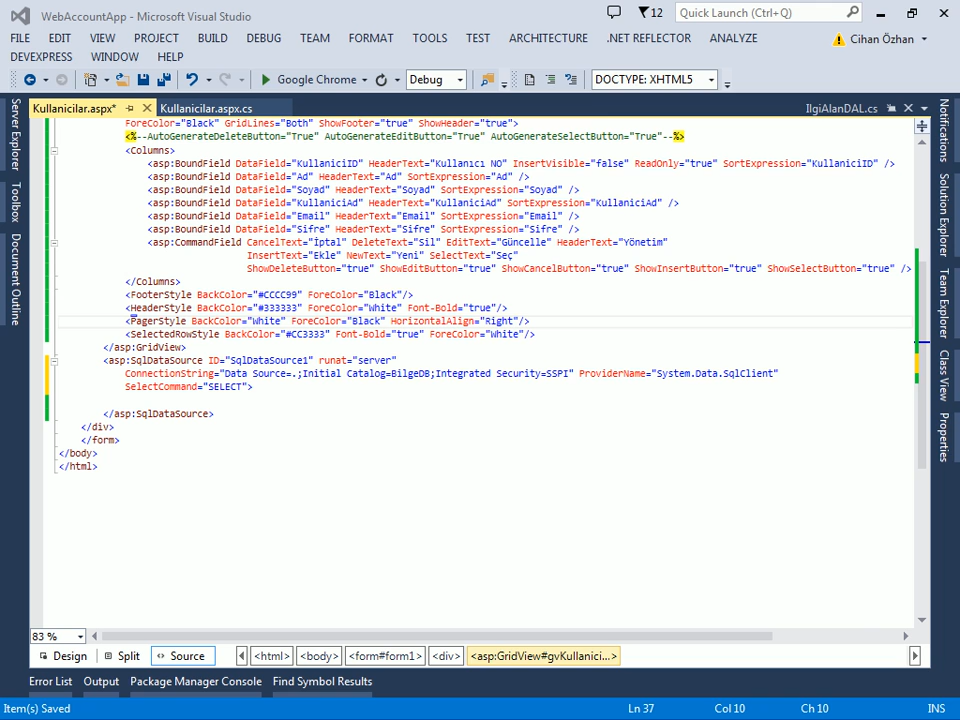 WebAccountApp - Microsoft Visual Studio
12
Quick Launch (Ctrl+Q)
FILE EDIT VIEW PROJECT BUILD DEBUG TEAM FORMAT TOOLS TEST ARCHITECTURE .NET REFLECTOR ANALYZE
Cihan Özhan
DEVEXPRESS WINDOW HELP
Google Chrome Debug DOCTYPE: XHTML5
Kullanicilar.aspx* Kullanicilar.aspx.cs IlgiAlanDAL.cs
ForeColor="Black" GridLines="Both" ShowFooter="true" ShowHeader="true">
<%--AutoGenerateDeleteButton="True" AutoGenerateEditButton="True" AutoGenerateSelectButton="True"--%>
<Columns>
<asp:BoundField DataField="KullaniciID" HeaderText="Kullanıcı NO" InsertVisible="false" ReadOnly="true" SortExpression="KullaniciID" />
<asp:BoundField DataField="Ad" HeaderText="Ad" SortExpression="Ad" />
<asp:BoundField DataField="Soyad" HeaderText="Soyad" SortExpression="Soyad" />
<asp:BoundField DataField="KullaniciAd" HeaderText="KullaniciAd" SortExpression="KullaniciAd" />
<asp:BoundField DataField="Email" HeaderText="Email" SortExpression="Email" />
<asp:BoundField DataField="Sifre" HeaderText="Sifre" SortExpression="Sifre" />
<asp:CommandField CancelText="İptal" DeleteText="Sil" EditText="Güncelle" HeaderText="Yönetim"
InsertText="Ekle" NewText="Yeni" SelectText="Seç"
ShowDeleteButton="true" ShowEditButton="true" ShowCancelButton="true" ShowInsertButton="true" ShowSelectButton="true" />
</Columns>
<FooterStyle BackColor="#CCCC99" ForeColor="Black"/>
<HeaderStyle BackColor="#333333" ForeColor="White" Font-Bold="true"/>
<PagerStyle BackColor="White" ForeColor="Black" HorizontalAlign="Right"/>
<SelectedRowStyle BackColor="#CC3333" Font-Bold="true" ForeColor="White"/>
</asp:GridView>
<asp:SqlDataSource ID="SqlDataSource1" runat="server"
ConnectionString="Data Source=.;Initial Catalog=BilgeDB;Integrated Security=SSPI" ProviderName="System.Data.SqlClient"
SelectCommand="SELECT">
</asp:SqlDataSource>
</div>
</form>
</body>
</html>
Server Explorer
Toolbox
Document Outline
Notifications
Solution Explorer
Team Explorer
Class View
Properties
83 %
Design Split Source <html> <body> <form#form1> <div> <asp:GridView#gvKullanici...>
Error List Output Package Manager Console Find Symbol Results
Item(s) Saved Ln 37 Col 10 Ch 10 INS